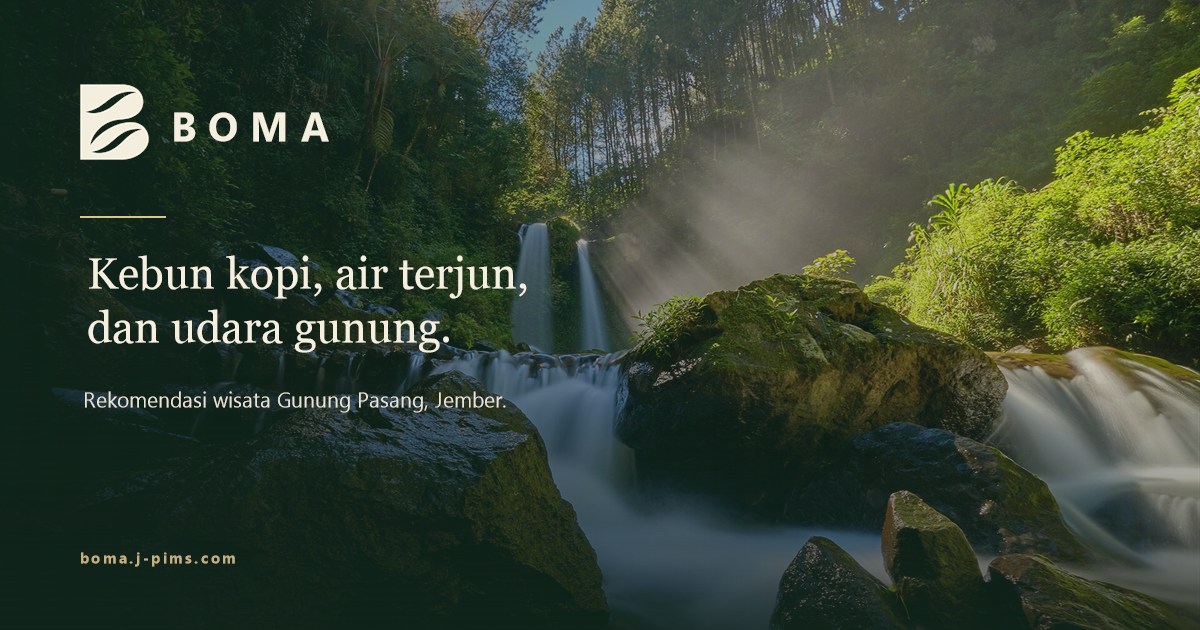 BOMA
Kebun kopi, air terjun,
dan udara gunung.
Rekomendasi wisata Gunung Pasang, Jember.
boma.j-pims.com